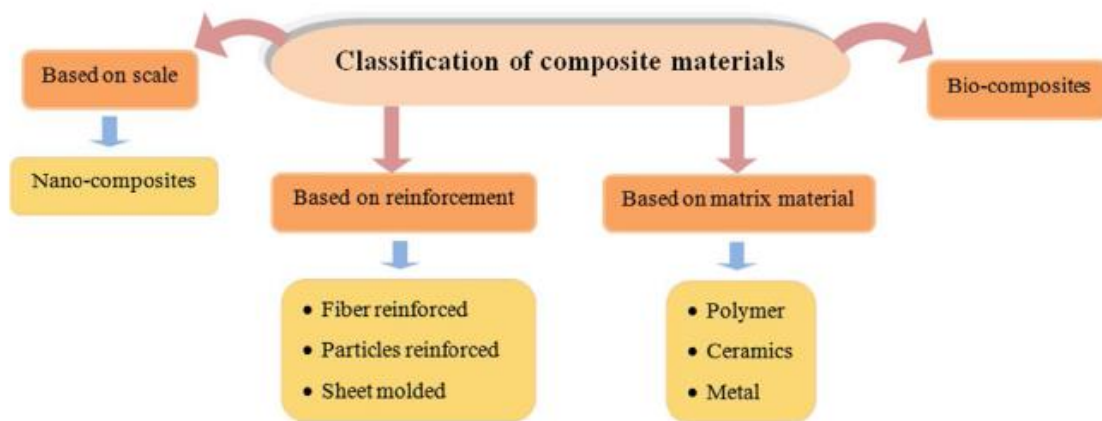 Classification of composite materials
Based on scale
Nano-composites
Based on reinforcement
• Fiber reinforced
• Particles reinforced
• Sheet molded
Based on matrix material
• Polymer
• Ceramics
• Metal
Bio-composites